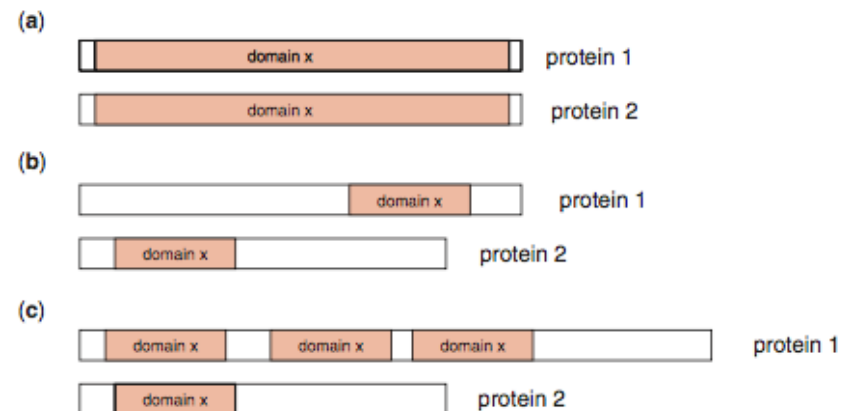 (a)
domain x protein 1
domain x protein 2
(b)
domain x protein 1
domain x protein 2
(c)
domain x domain x domain x protein 1
domain x protein 2